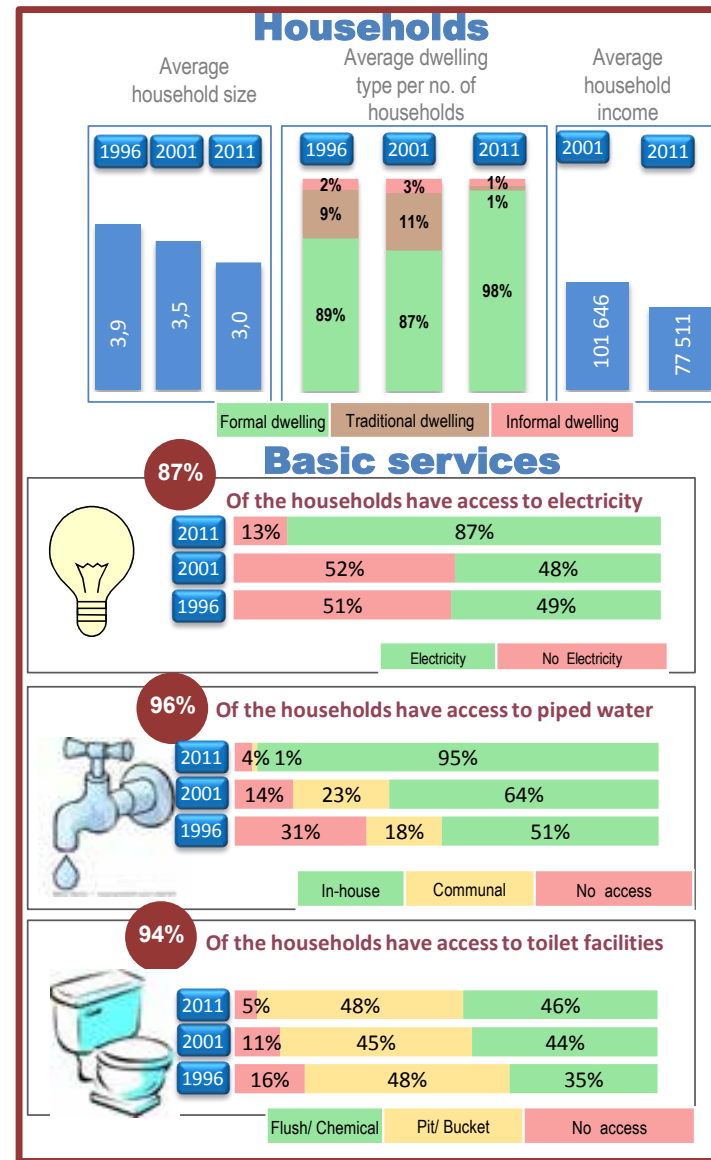 Households
Average
household size
Average dwelling
type per no. of
households
Average
household
income
1996 2001 2011
1996 2001 2011
2001 2011
3,9 3,5 3,0
2% 3% 1%
9% 11% 1%
89% 87% 98%
101 646 77 511
Formal dwelling Traditional dwelling Informal dwelling
Basic services
87%
Of the households have access to electricity
2011 13% 87%
2001 52% 48%
1996 51% 49%
Electricity No Electricity
96%
Of the households have access to piped water
2011 4% 1% 95%
2001 14% 23% 64%
1996 31% 18% 51%
In-house Communal No access
94%
Of the households have access to toilet facilities
2011 5% 48% 46%
2001 11% 45% 44%
1996 16% 48% 35%
Flush/ Chemical Pit/ Bucket No access